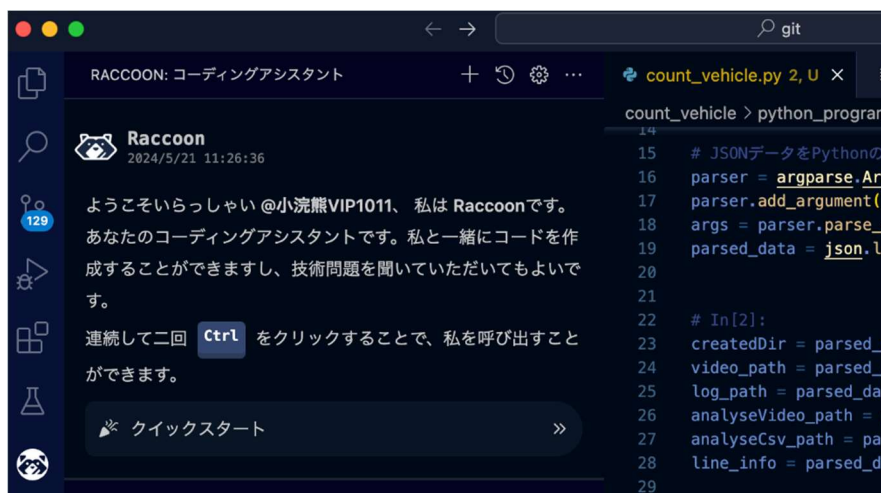 git
RACCOON: コーディングアシスタント
Raccoon
2024/5/21 11:26:36
ようこそいらっしゃい @小浣熊VIP1011、 私は Raccoonです。
あなたのコーディングアシスタントです。私と一緒にコードを作
成することができますし、技術問題を聞いていただいてもよいで
す。
連続して二回 Ctrl をクリックすることで、私を呼び出すこと
ができます。
クイックスタート
129
count_vehicle.py 2, U
count_vehicle > python_program
14
15 # JSONデータをPythonの
16 parser = argparse.Ar
17 parser.add_argument(
18 args = parser.parse_
19 parsed_data = json.l
20
21
22 # In[2]:
23 createdDir = parsed_
24 video_path = parsed_
25 log_path = parsed_da
26 analyseVideo_path =
27 analyseCsv_path = pa
28 line_info = parsed_d
29